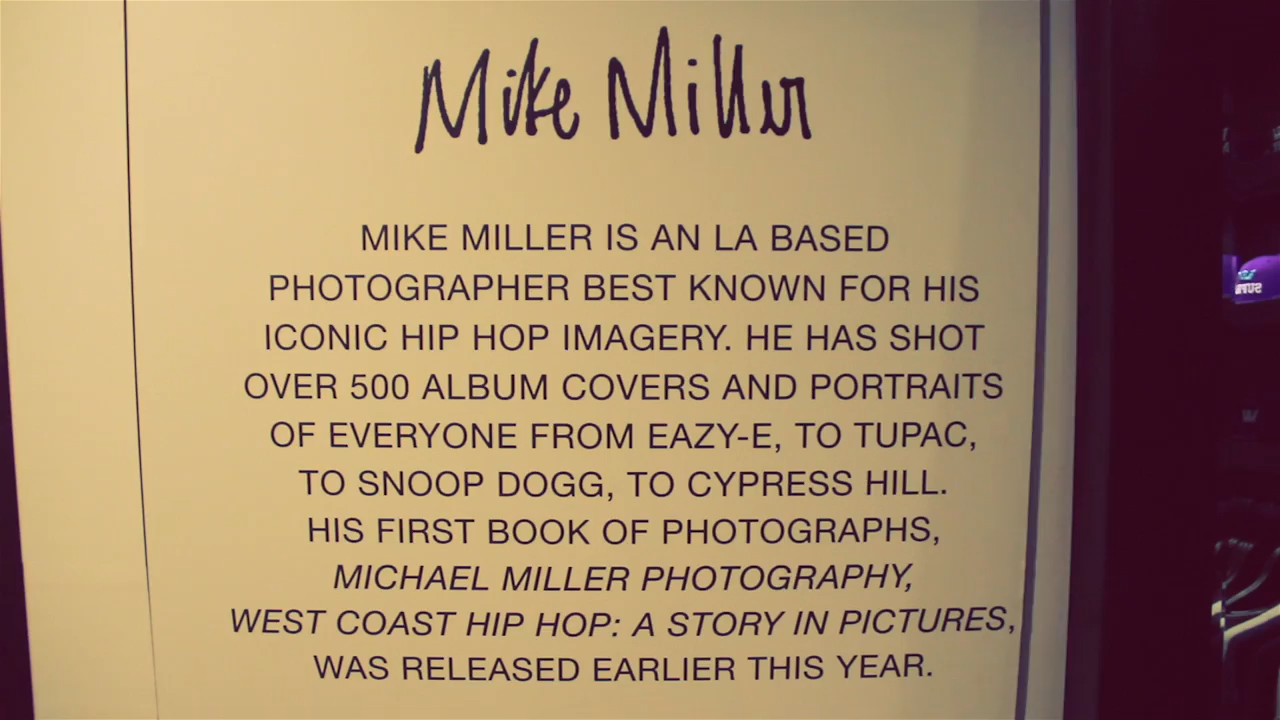 Mike Miller
MIKE MILLER IS AN LA BASED
PHOTOGRAPHER BEST KNOWN FOR HIS
ICONIC HIP HOP IMAGERY. HE HAS SHOT
OVER 500 ALBUM COVERS AND PORTRAITS
OF EVERYONE FROM EAZY-E, TO TUPAC,
TO SNOOP DOGG, TO CYPRESS HILL.
HIS FIRST BOOK OF PHOTOGRAPHS,
MICHAEL MILLER PHOTOGRAPHY,
WEST COAST HIP HOP: A STORY IN PICTURES,
WAS RELEASED EARLIER THIS YEAR.